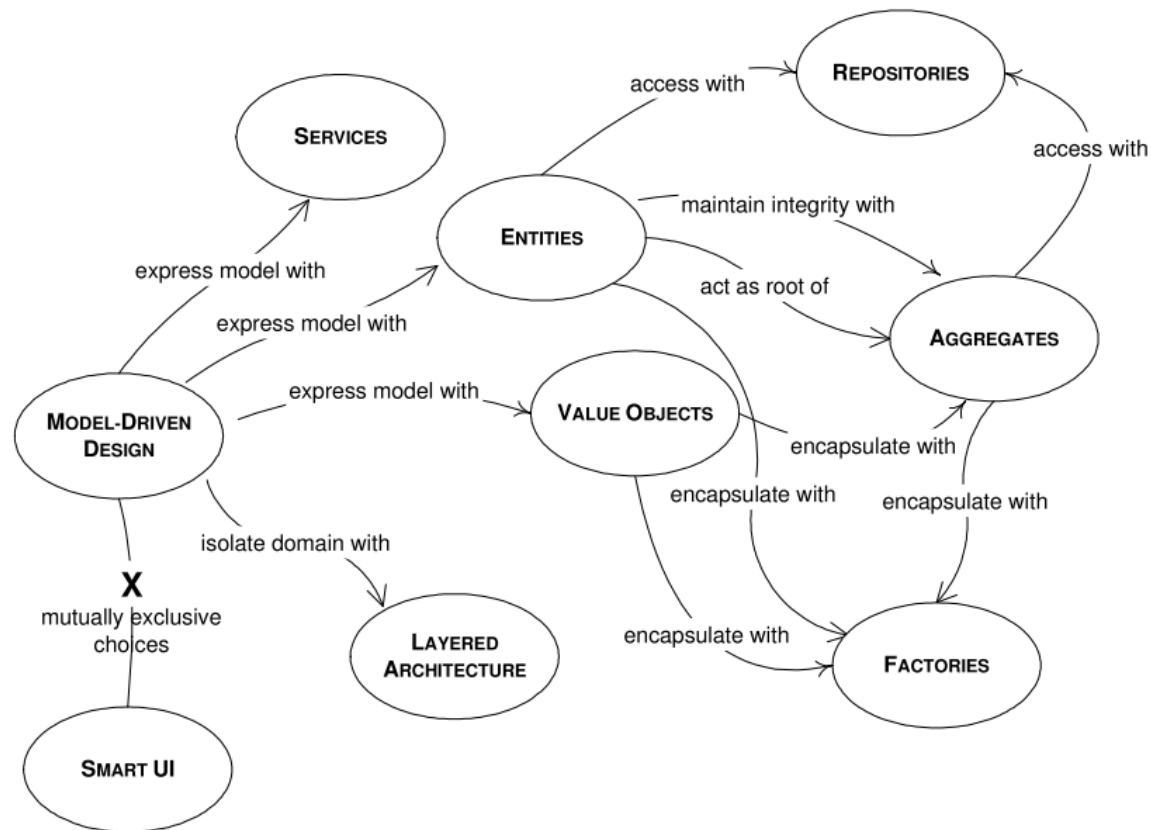 REPOSITORIES
access with
SERVICES
access with
maintain integrity with
ENTITIES
express model with
act as root of
express model with
AGGREGATES
express model with
VALUE OBJECTS
MODEL-DRIVEN
DESIGN
encapsulate with
encapsulate with
encapsulate with
isolate domain with
X
mutually exclusive
choices
encapsulate with
LAYERED
ARCHITECTURE
FACTORIES
SMART UI